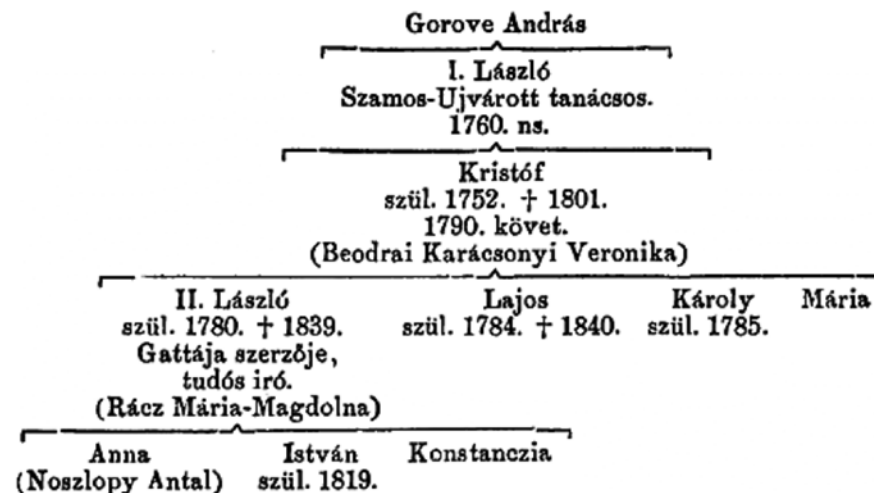 Gorove András
I. László
Szamos-Ujvárott tanácsos.
1760. ns.
Kristóf
szül. 1752. † 1801.
1790. követ.
(Beodrai Karácsonyi Veronika)
II. László Lajos Károly Mária
szül. 1780. † 1839. szül. 1784. † 1840. szül. 1785.
Gattája szerzője,
tudós iró.
(Rácz Mária-Magdolna)
Anna István Konstanczia
(Noszlopy Antal) szül. 1819.